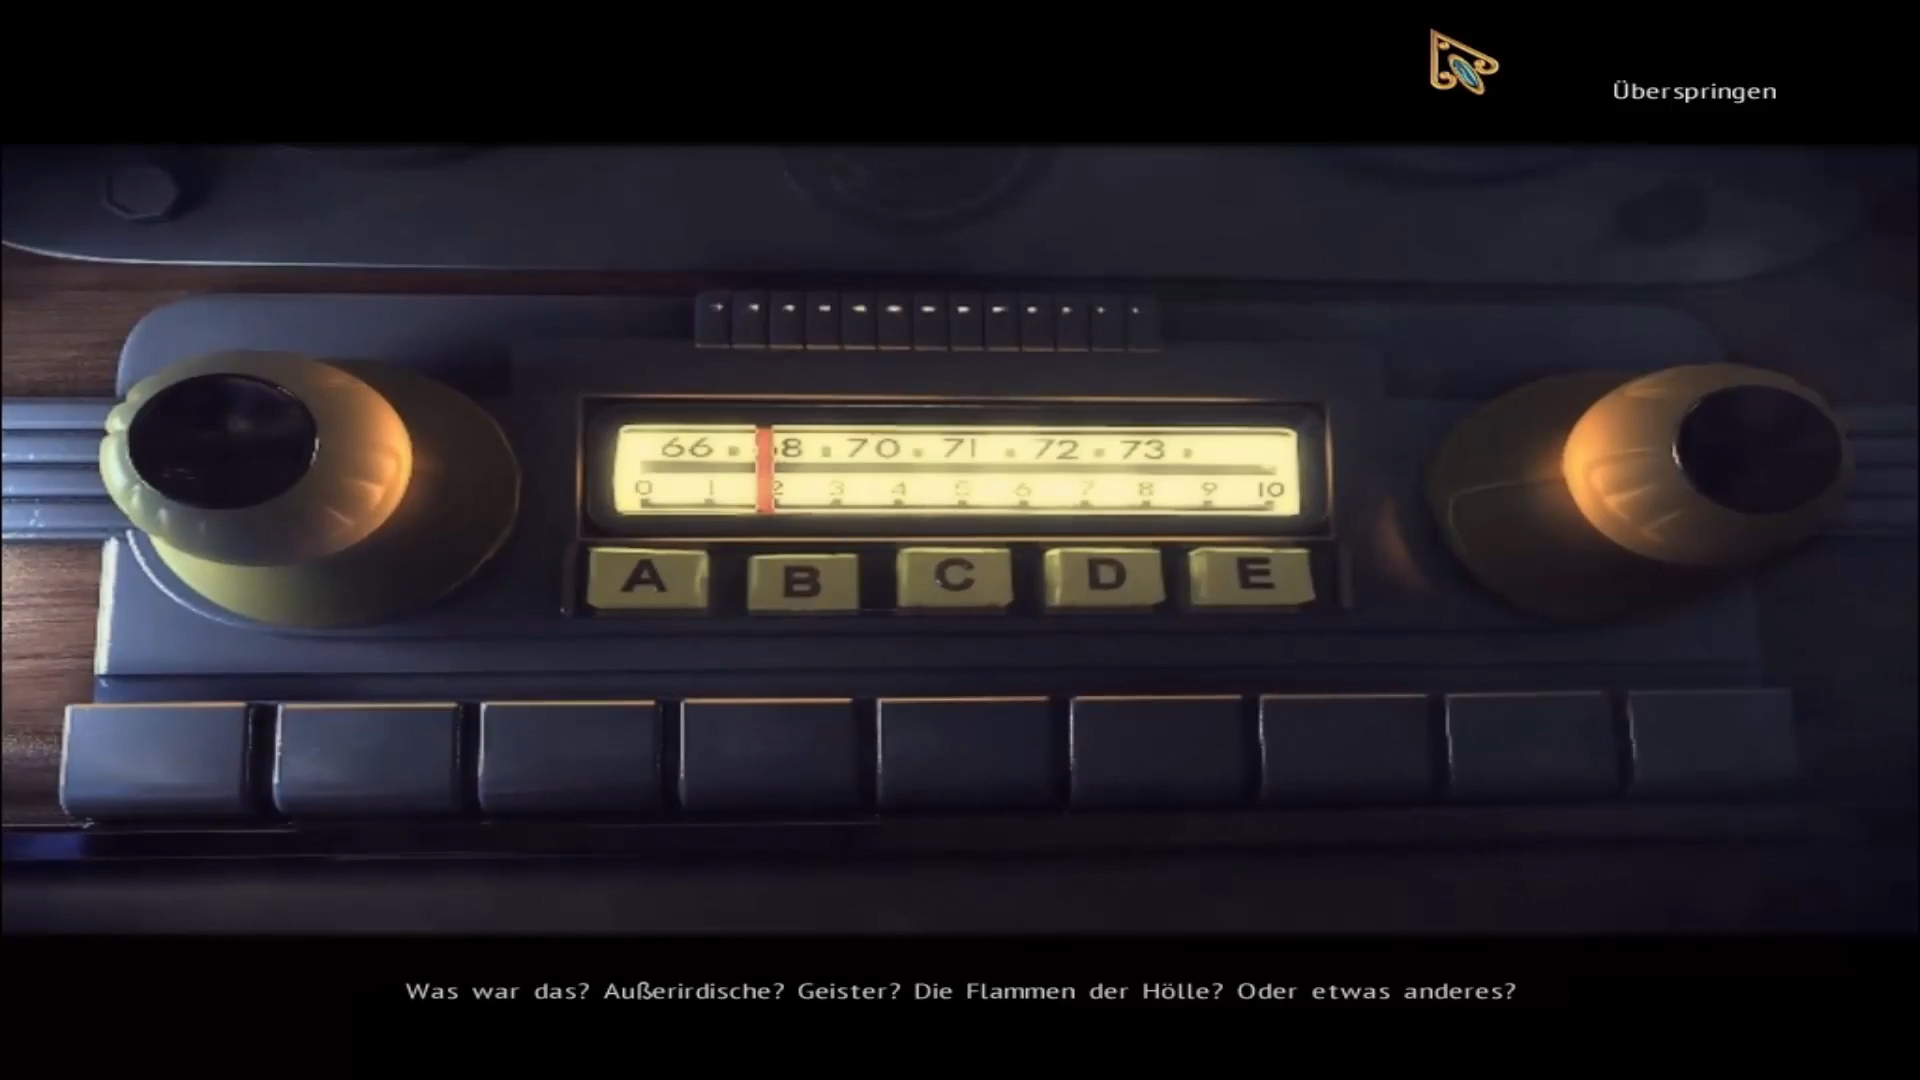 Überspringen
66 68 70 71 72 73
0 1 2 3 4 5 6 7 8 9 10
A B C D E
Was war das? Außerirdische? Geister? Die Flammen der Hölle? Oder etwas anderes?